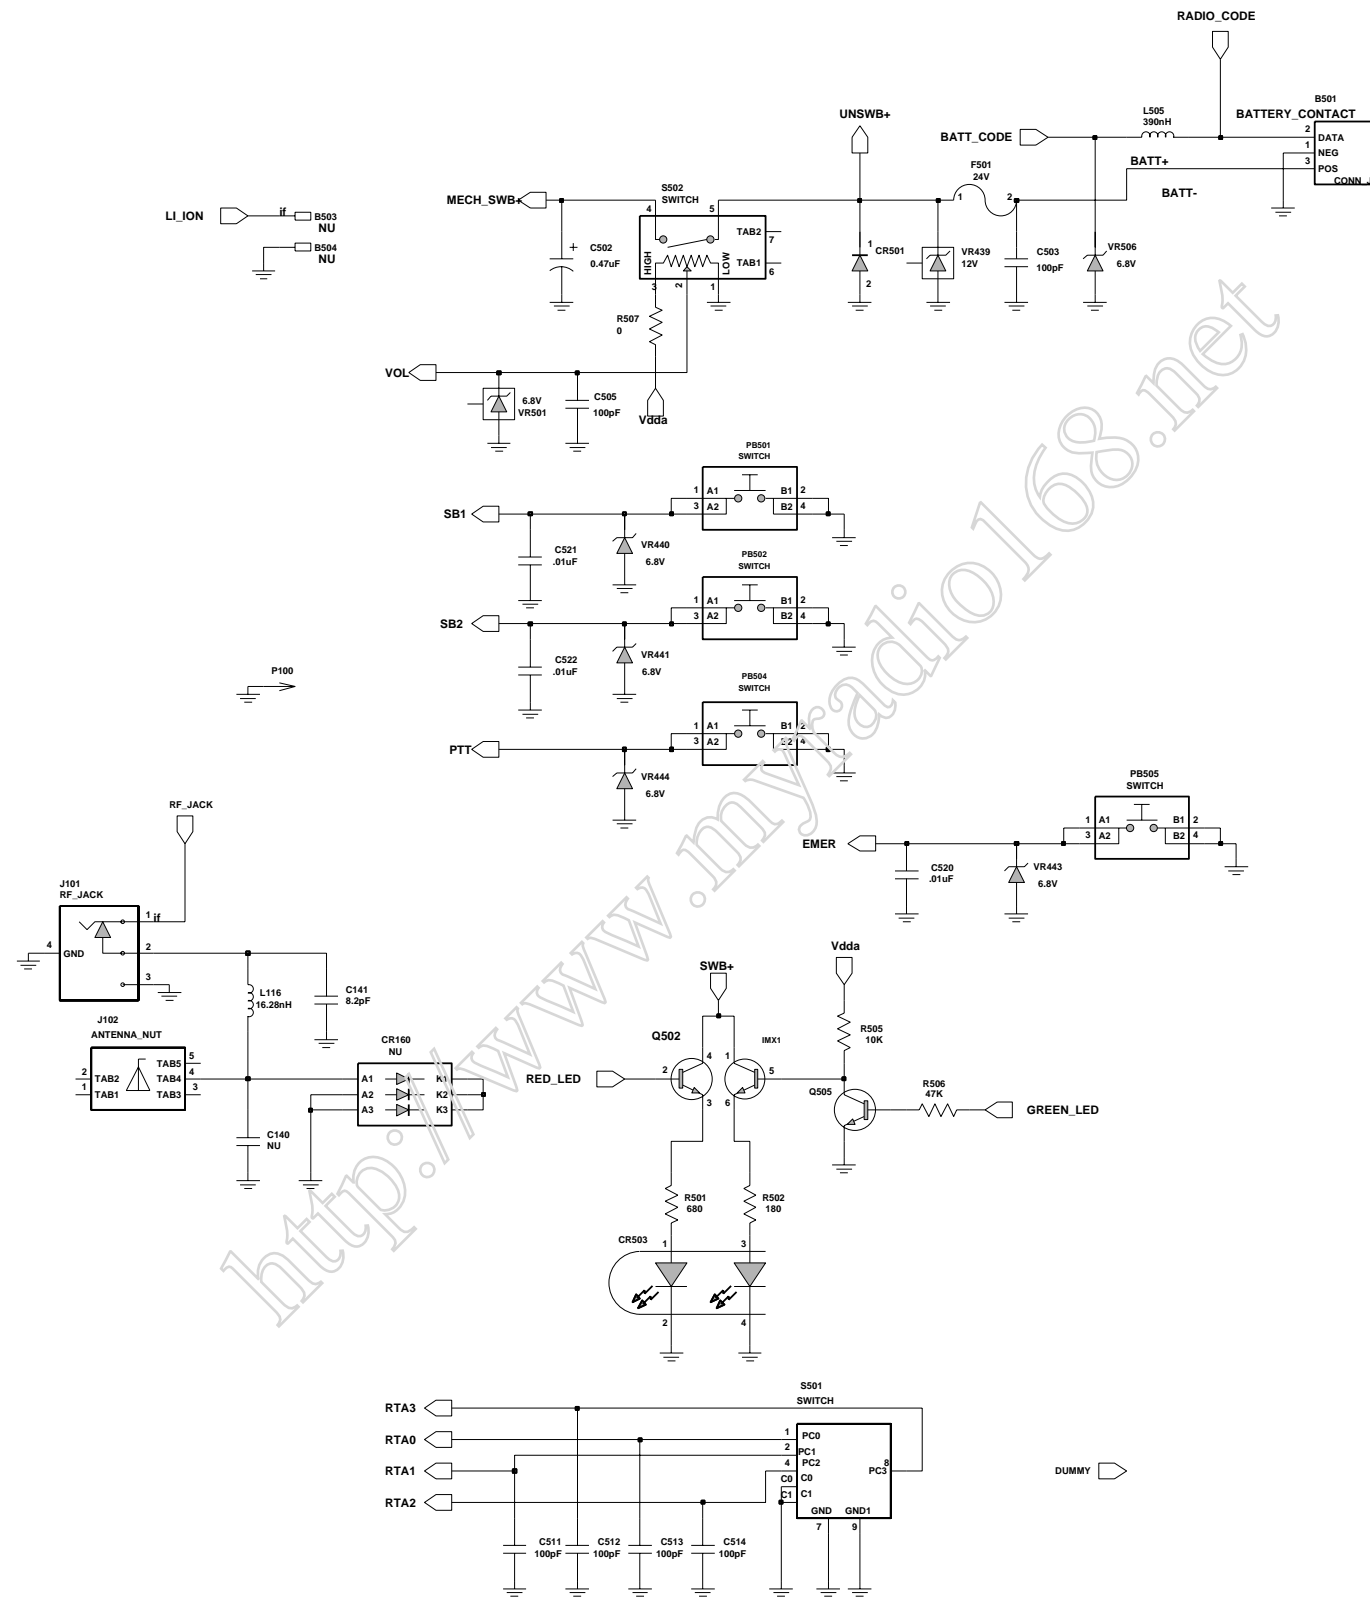 RADIO_CODE
B501
BATTERY_CONTACT
L505
390nH
2
DATA
1
NEG
3
POS
CONN_J
UNSWB+
BATT_CODE
BATT+
BATT-
F501
24V
1
2
S502
SWITCH
MECH_SWB+
4
5
LI_ION
if
B503
NU
B504
NU
TAB2
7
TAB1
6
HIGH
LOW
3
2
1
+
C502
0.47uF
1
CR501
2
VR439
12V
C503
100pF
VR506
6.8V
R507
0
VOL
6.8V
VR501
C505
100pF
Vdda
PB501
SWITCH
1 A1 B1 2
3 A2 B2 4
SB1
C521
.01uF
VR440
6.8V
PB502
SWITCH
1 A1 B1 2
3 A2 B2 4
SB2
C522
.01uF
VR441
6.8V
P100
PB504
SWITCH
1 A1 B1 2
3 A2 B2 4
PTT
VR444
6.8V
PB505
SWITCH
1 A1 B1 2
3 A2 B2 4
EMER
C520
.01uF
VR443
6.8V
RF_JACK
J101
RF_JACK
1 if
4 GND
2
3
L116
16.28nH
C141
8.2pF
J102
ANTENNA_NUT
TAB5 5
2 TAB2 TAB4 4
1 TAB1 TAB3 3
CR160
NU
A1 K1
A2 K2
A3 K3
C140
NU
SWB+
Vdda
Q502
IMX1
R505
10K
RED_LED
2
4
3
1
5
6
Q505
R506
47K
GREEN_LED
R501
680
R502
180
CR503
1
3
2
4
S501
SWITCH
RTA3
RTA0
RTA1
RTA2
1 PC0
2 PC1
4 PC2
C0 C0
C1 C1
8
PC3
GND GND1
7 9
DUMMY
C511
100pF
C512
100pF
C513
100pF
C514
100pF
http://www.myradio168.net